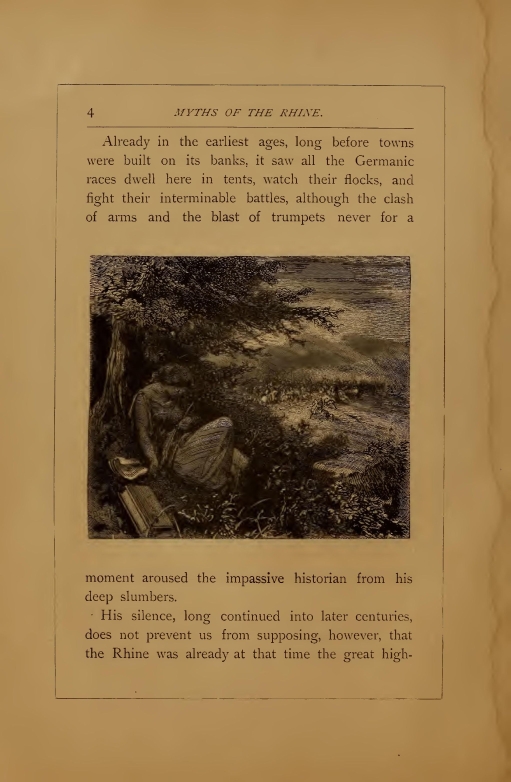 4 MYTHS OF THE RHINE.
Already in the earliest ages, long before towns
were built on its banks, it saw all the Germanic
races dwell here in tents, watch their flocks, and
fight their interminable battles, although the clash
of arms and the blast of trumpets never for a
moment aroused the impassive historian from his
deep slumbers.
His silence, long continued into later centuries,
does not prevent us from supposing, however, that
the Rhine was already at that time the great high-